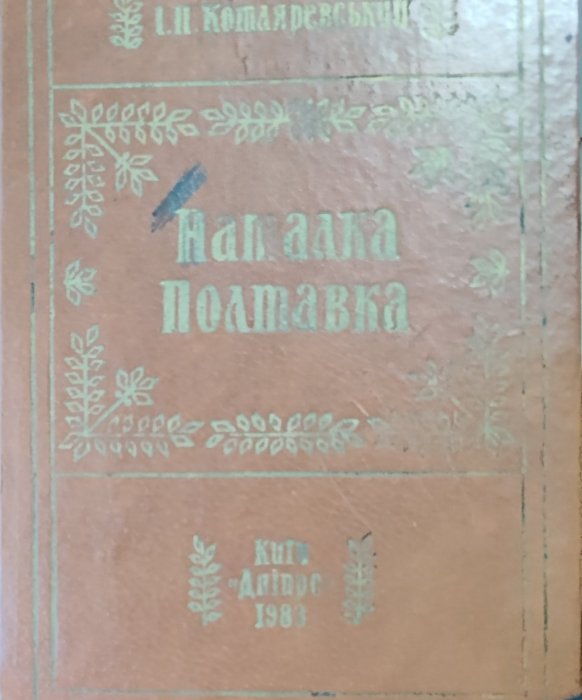 І.П. Котляревський
Наталка
Полтавка
Київ
"Дніпро"
1983